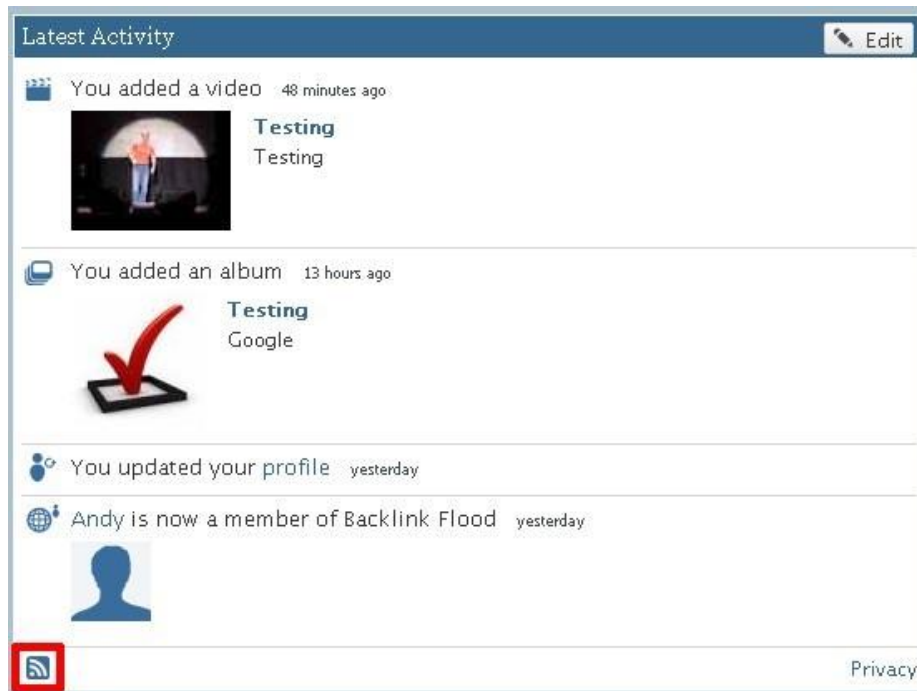 Latest Activity
Edit
You added a video 48 minutes ago
Testing
Testing
You added an album 13 hours ago
Testing
Google
You updated your profile yesterday
Andy is now a member of Backlink Flood yesterday
Privacy